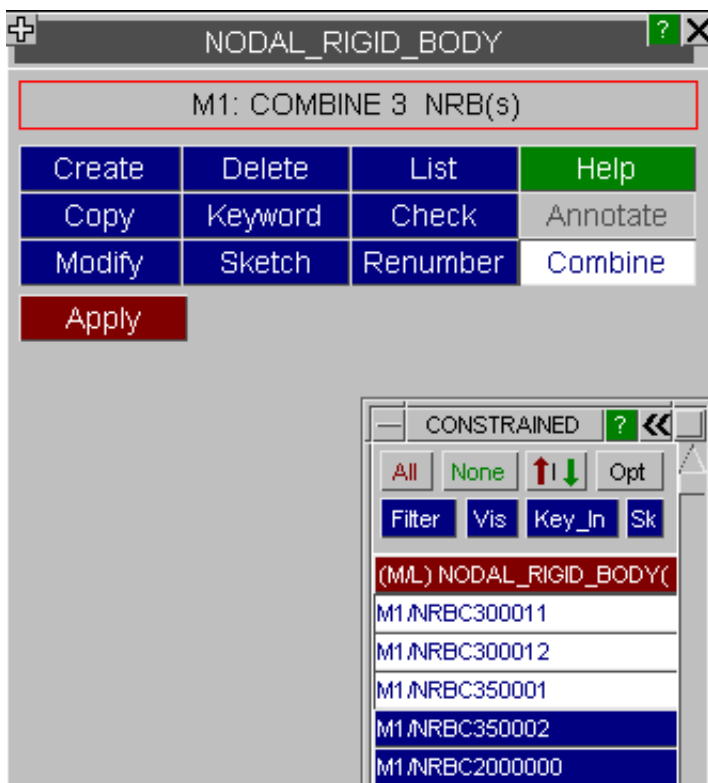 NODAL_RIGID_BODY ?
M1: COMBINE 3 NRB(s)
Create Delete List Help
Copy Keyword Check Annotate
Modify Sketch Renumber Combine
Apply
CONSTRAINED ?
All None Opt
Filter Vis Key_In Sk
(M/L) NODAL_RIGID_BODY(
M1/NRBC300011
M1/NRBC300012
M1/NRBC350001
M1/NRBC350002
M1/NRBC2000000